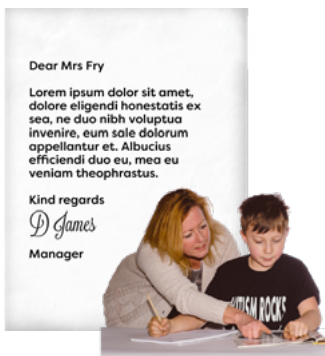 Dear Mrs Fry
Lorem ipsum dolor sit amet,
dolore eligendi honestatis ex
sea, ne duo nibh voluptua
invenire, eum sale dolorum
appellantur et. Albucius
efficiendi duo eu, mea eu
veniam theophrastus.
Kind regards
D James
Manager
AUTISM ROCKS